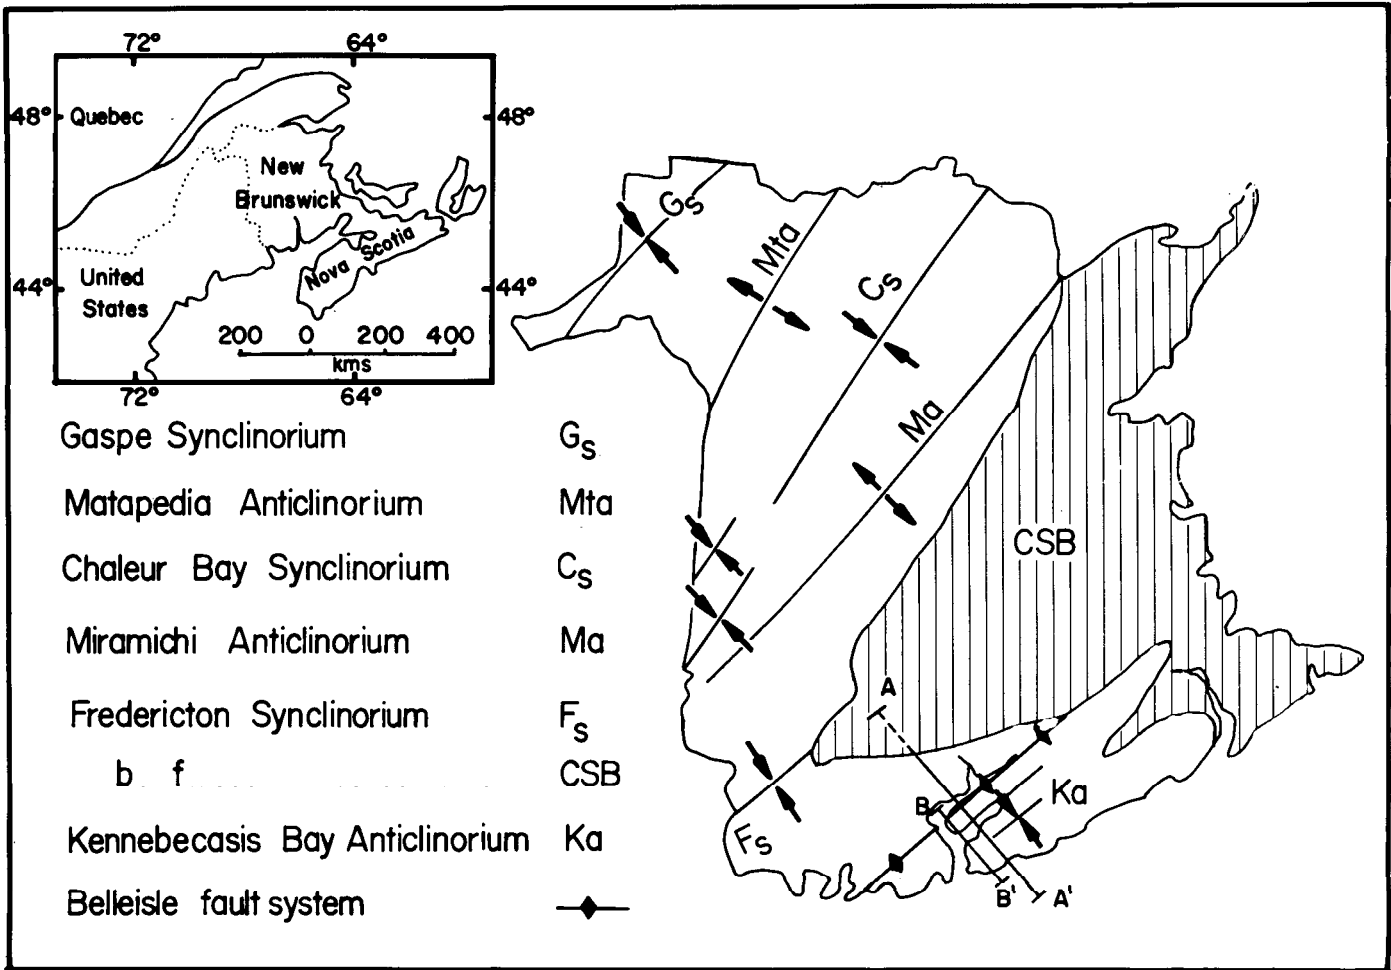 72° 64°
48° Quebec 48°
New
Brunswick
Nova Scotia
United
States
44° 44°
200 0 200 400
kms
72° 64°
Gaspe Synclinorium Gs
Matapedia Anticlinorium Mta
Chaleur Bay Synclinorium Cs
Miramichi Anticlinorium Ma
Fredericton Synclinorium Fs
b f CSB
Kennebecasis Bay Anticlinorium Ka
Belleisle fault system
Gs
Mta
Cs
Ma
CSB
A
Ka
B
Fs
B' A'